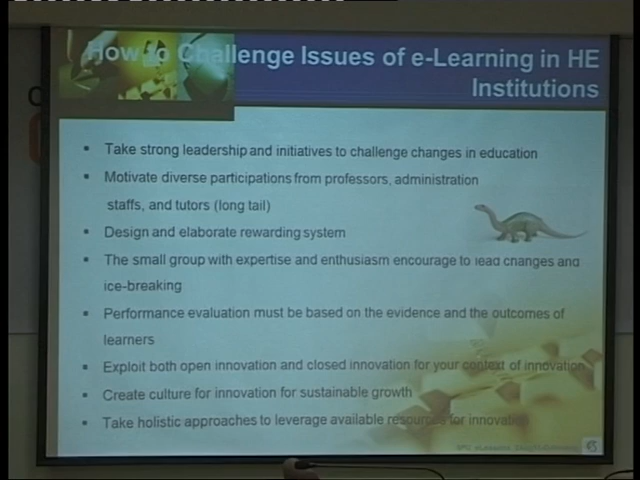 How to Challenge Issues of e-Learning in HE
Institutions
• Take strong leadership and initiatives to challenge changes in education
• Motivate diverse participations from professors, administration
staffs, and tutors (long tail)
• Design and elaborate rewarding system
• The small group with expertise and enthusiasm encourage to lead changes and
ice-breaking
• Performance evaluation must be based on the evidence and the outcomes of
learners
• Exploit both open innovation and closed innovation for your context of innovation
• Create culture for innovation for sustainable growth
• Take holistic approaches to leverage available resources for innovation